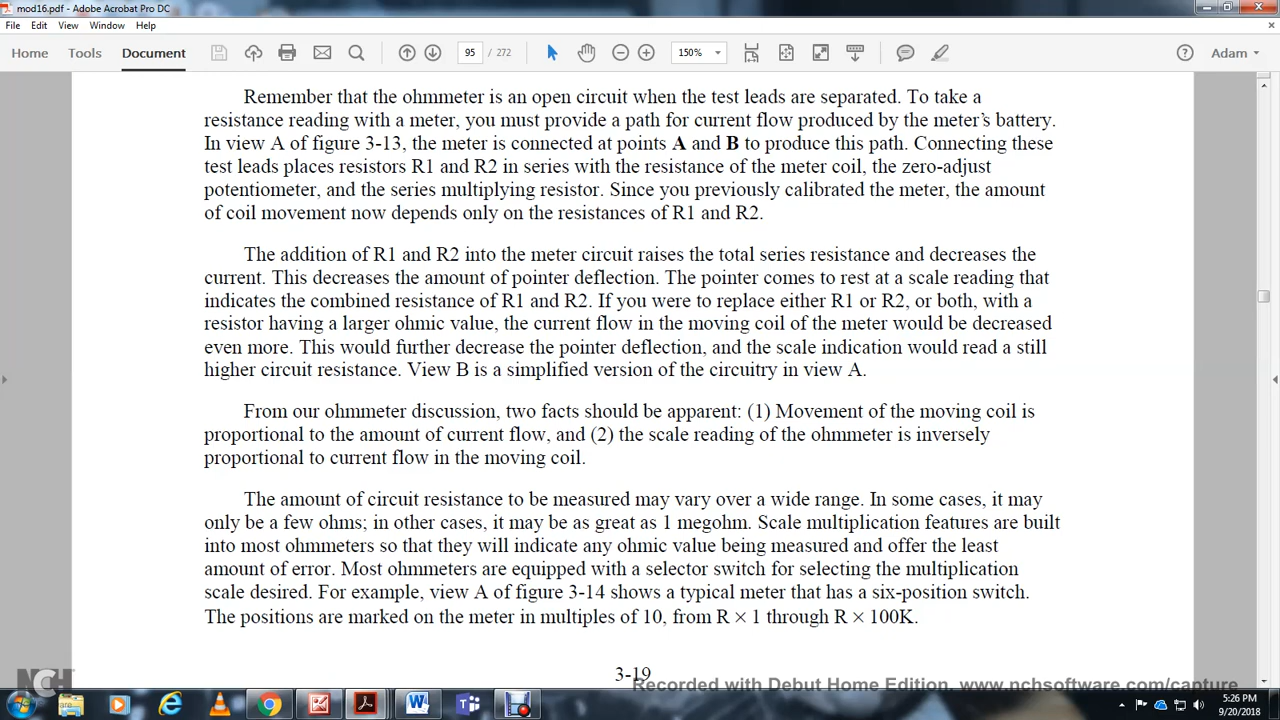 mod16.pdf - Adobe Acrobat Pro DC
File Edit View Window Help
Home Tools Document 95 / 272 150% Adam
Remember that the ohmmeter is an open circuit when the test leads are separated. To take a
resistance reading with a meter, you must provide a path for current flow produced by the meter's battery.
In view A of figure 3-13, the meter is connected at points A and B to produce this path. Connecting these
test leads places resistors R1 and R2 in series with the resistance of the meter coil, the zero-adjust
potentiometer, and the series multiplying resistor. Since you previously calibrated the meter, the amount
of coil movement now depends only on the resistances of R1 and R2.
The addition of R1 and R2 into the meter circuit raises the total series resistance and decreases the
current. This decreases the amount of pointer deflection. The pointer comes to rest at a scale reading that
indicates the combined resistance of R1 and R2. If you were to replace either R1 or R2, or both, with a
resistor having a larger ohmic value, the current flow in the moving coil of the meter would be decreased
even more. This would further decrease the pointer deflection, and the scale indication would read a still
higher circuit resistance. View B is a simplified version of the circuitry in view A.
From our ohmmeter discussion, two facts should be apparent: (1) Movement of the moving coil is
proportional to the amount of current flow, and (2) the scale reading of the ohmmeter is inversely
proportional to current flow in the moving coil.
The amount of circuit resistance to be measured may vary over a wide range. In some cases, it may
only be a few ohms; in other cases, it may be as great as 1 megohm. Scale multiplication features are built
into most ohmmeters so that they will indicate any ohmic value being measured and offer the least
amount of error. Most ohmmeters are equipped with a selector switch for selecting the multiplication
scale desired. For example, view A of figure 3-14 shows a typical meter that has a six-position switch.
The positions are marked on the meter in multiples of 10, from R × 1 through R × 100K.
3-19
NCH
Recorded with Debut Home Edition. www.nchsoftware.com/capture
5:26 PM
9/20/2018